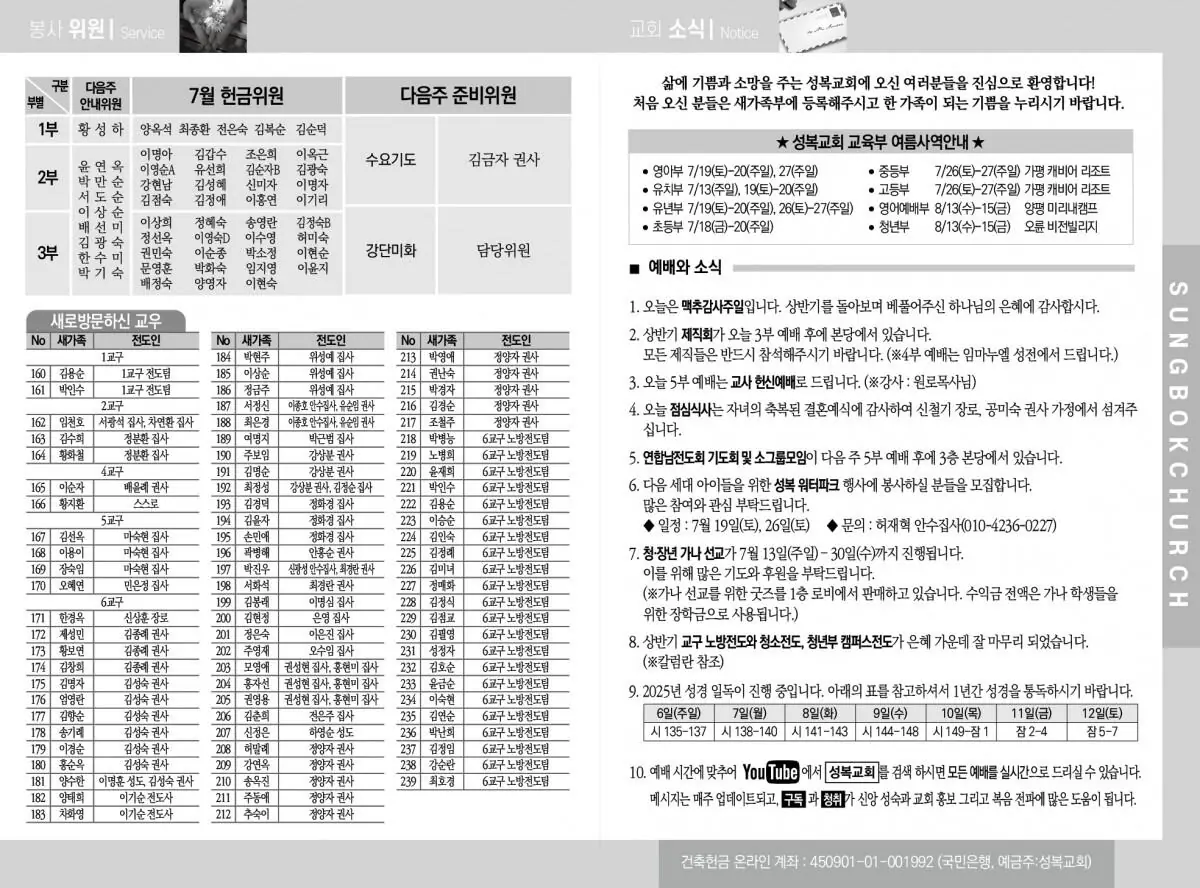 봉사 위원 | Service
구분 부별 다음주 안내위원 7월 헌금위원 다음주 준비위원
1부 황성하 양옥석 최종환 전은숙 김복순 김순덕
2부
윤연옥
박만순
서도순
이상순
배선미
김광숙
한수미
박기숙
이명아 김갑수 조은희 이옥근
이영순A 유선희 김순자B 김광숙
강현남 김성혜 신미자 이명자
김점숙 김정애 이흥연 이기리
3부
이상희 정혜숙 송영란 김정숙B
정선옥 이영숙D 이수영 허미숙
권민숙 이순종 박소정 이현순
문영훈 박화숙 임지영 이윤지
배정숙 양영자 이현숙
수요기도 김금자 권사
강단미화 담당위원
새로방문하신 교우
No 새가족 전도인
1교구
160 김용순 1교구 전도팀
161 박인수 1교구 전도팀
2교구
162 임천호 서광석 집사, 차연환 집사
163 김수희 정분환 집사
164 황화철 정분환 집사
4교구
165 이순자 배윤례 권사
166 황지환 스스로
5교구
167 김선옥 마숙현 집사
168 이용이 마숙현 집사
169 장숙임 마숙현 집사
170 오혜연 민은정 집사
6교구
171 한경옥 신상훈 장로
172 제성민 김종례 권사
173 황보연 김종례 권사
174 김창희 김종례 권사
175 김명자 김성숙 권사
176 엄영란 김성숙 권사
177 김향순 김성숙 권사
178 송기례 김성숙 권사
179 이경순 김성숙 권사
180 홍순옥 김성숙 권사
181 양수한 이명훈 성도, 김성숙 권사
182 양태희 이기순 전도사
183 차화영 이기순 전도사
No 새가족 전도인
184 박현주 위성예 집사
185 이상순 위성예 집사
186 정금주 위성예 집사
187 서정신 이종호 안수집사, 유순임 권사
188 최은경 이종호 안수집사, 유순임 권사
189 여명지 박근범 집사
190 주보임 강상분 권사
191 김명순 강상분 권사
192 최정성 강상분 권사, 김정순 집사
193 김경덕 정화경 집사
194 김윤자 정화경 집사
195 손민애 정화경 집사
196 곽병해 안홍순 권사
197 박진우 신왕성 안수집사, 최경란 권사
198 서화석 최경란 권사
199 김봉래 이명심 집사
200 김현정 은영 집사
201 정은숙 이은진 집사
202 주영재 오수임 집사
203 모영애 권성현 집사, 홍현미 집사
204 홍자선 권성현 집사, 홍현미 집사
205 권영용 권성현 집사, 홍현미 집사
206 김춘희 전은주 집사
207 신정은 하영순 성도
208 허말례 정양자 권사
209 강연옥 정양자 권사
210 송옥진 정양자 권사
211 주동애 정양자 권사
212 추숙이 정양자 권사
No 새가족 전도인
213 박영애 정양자 권사
214 권난숙 정양자 권사
215 박경자 정양자 권사
216 김경순 정양자 권사
217 조철주 정양자 권사
218 박병능 6교구 노방전도팀
219 노병희 6교구 노방전도팀
220 윤재희 6교구 노방전도팀
221 박인수 6교구 노방전도팀
222 김용순 6교구 노방전도팀
223 이승순 6교구 노방전도팀
224 김인숙 6교구 노방전도팀
225 김정례 6교구 노방전도팀
226 김미녀 6교구 노방전도팀
227 정매화 6교구 노방전도팀
228 김정식 6교구 노방전도팀
229 김점교 6교구 노방전도팀
230 김필영 6교구 노방전도팀
231 성정자 6교구 노방전도팀
232 김호순 6교구 노방전도팀
233 윤금순 6교구 노방전도팀
234 이숙현 6교구 노방전도팀
235 김연순 6교구 노방전도팀
236 박난희 6교구 노방전도팀
237 김정임 6교구 노방전도팀
238 강순란 6교구 노방전도팀
239 최호경 6교구 노방전도팀
교회 소식 | Notice
삶에 기쁨과 소망을 주는 성복교회에 오신 여러분들을 진심으로 환영합니다!
처음 오신 분들은 새가족부에 등록해주시고 한 가족이 되는 기쁨을 누리시기 바랍니다.
★ 성복교회 교육부 여름사역안내 ★
• 영아부 7/19(토)-20(주일), 27(주일) • 중등부 7/26(토)-27(주일) 가평 캐비어 리조트
• 유치부 7/13(주일), 19(토)-20(주일) • 고등부 7/26(토)-27(주일) 가평 캐비어 리조트
• 유년부 7/19(토)-20(주일), 26(토)-27(주일) • 영어예배부 8/13(수)-15(금) 양평 미리내캠프
• 초등부 7/18(금)-20(주일) • 청년부 8/13(수)-15(금) 오륜 비전빌리지
■ 예배와 소식
1. 오늘은 맥추감사주일입니다. 상반기를 돌아보며 베풀어주신 하나님의 은혜에 감사합시다.
2. 상반기 제직회가 오늘 3부 예배 후에 본당에서 있습니다.
모든 제직들은 반드시 참석해주시기 바랍니다. (※4부 예배는 임마누엘 성전에서 드립니다.)
3. 오늘 5부 예배는 교사 헌신예배로 드립니다. (※강사 : 원로목사님)
4. 오늘 점심식사는 자녀의 축복된 결혼예식에 감사하여 신철기 장로, 공미숙 권사 가정에서 섬겨주
십니다.
5. 연합남전도회 기도회 및 소그룹모임이 다음 주 5부 예배 후에 3층 본당에서 있습니다.
6. 다음 세대 아이들을 위한 성복 워터파크 행사에 봉사하실 분들을 모집합니다.
많은 참여와 관심 부탁드립니다.
◆ 일정 : 7월 19일(토), 26일(토) ◆ 문의 : 허재혁 안수집사(010-4236-0227)
7. 청·장년 가나 선교가 7월 13일(주일) - 30일(수)까지 진행됩니다.
이를 위해 많은 기도와 후원을 부탁드립니다.
(※가나 선교를 위한 굿즈를 1층 로비에서 판매하고 있습니다. 수익금 전액은 가나 학생들을
위한 장학금으로 사용됩니다.)
8. 상반기 교구 노방전도와 청소전도, 청년부 캠퍼스전도가 은혜 가운데 잘 마무리 되었습니다.
(※칼림란 참조)
9. 2025년 성경 일독이 진행 중입니다. 아래의 표를 참고하셔서 1년간 성경을 통독하시기 바랍니다.
6일(주일) 7일(월) 8일(화) 9일(수) 10일(목) 11일(금) 12일(토)
시 135-137 시 138-140 시 141-143 시 144-148 시 149-잠 1 잠 2-4 잠 5-7
10. 예배 시간에 맞추어 YouTube에서 성복교회를 검색 하시면 모든 예배를 실시간으로 드리실 수 있습니다.
메시지는 매주 업데이트되고, 구독과 청취가 신앙 성숙과 교회 홍보 그리고 복음 전파에 많은 도움이 됩니다.
SUNGBOKCHURCH
건축헌금 온라인 계좌 : 450901-01-001992 (국민은행, 예금주:성복교회)